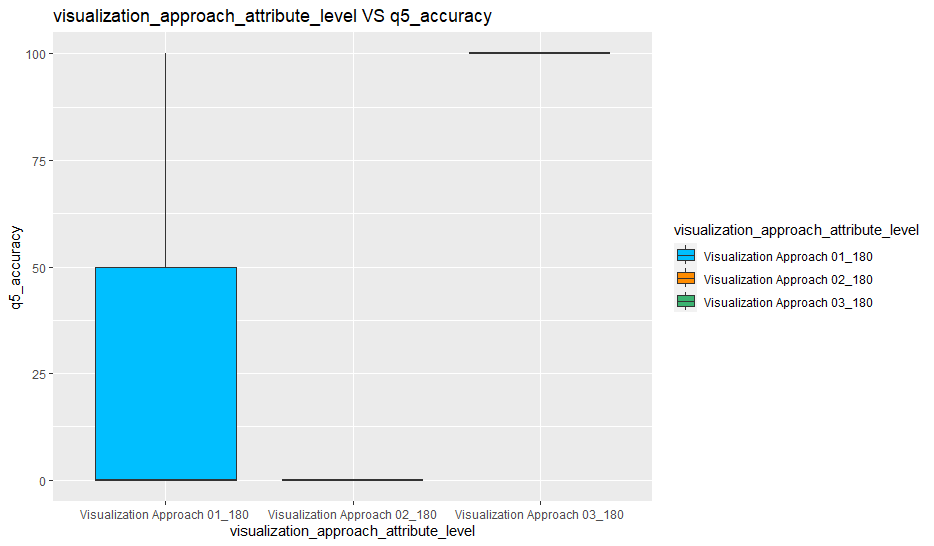 visualization_approach_attribute_level VS q5_accuracy
100
75
50
25
0
q5_accuracy
Visualization Approach 01_180
Visualization Approach 02_180
Visualization Approach 03_180
visualization_approach_attribute_level
visualization_approach_attribute_level
Visualization Approach 01_180
Visualization Approach 02_180
Visualization Approach 03_180